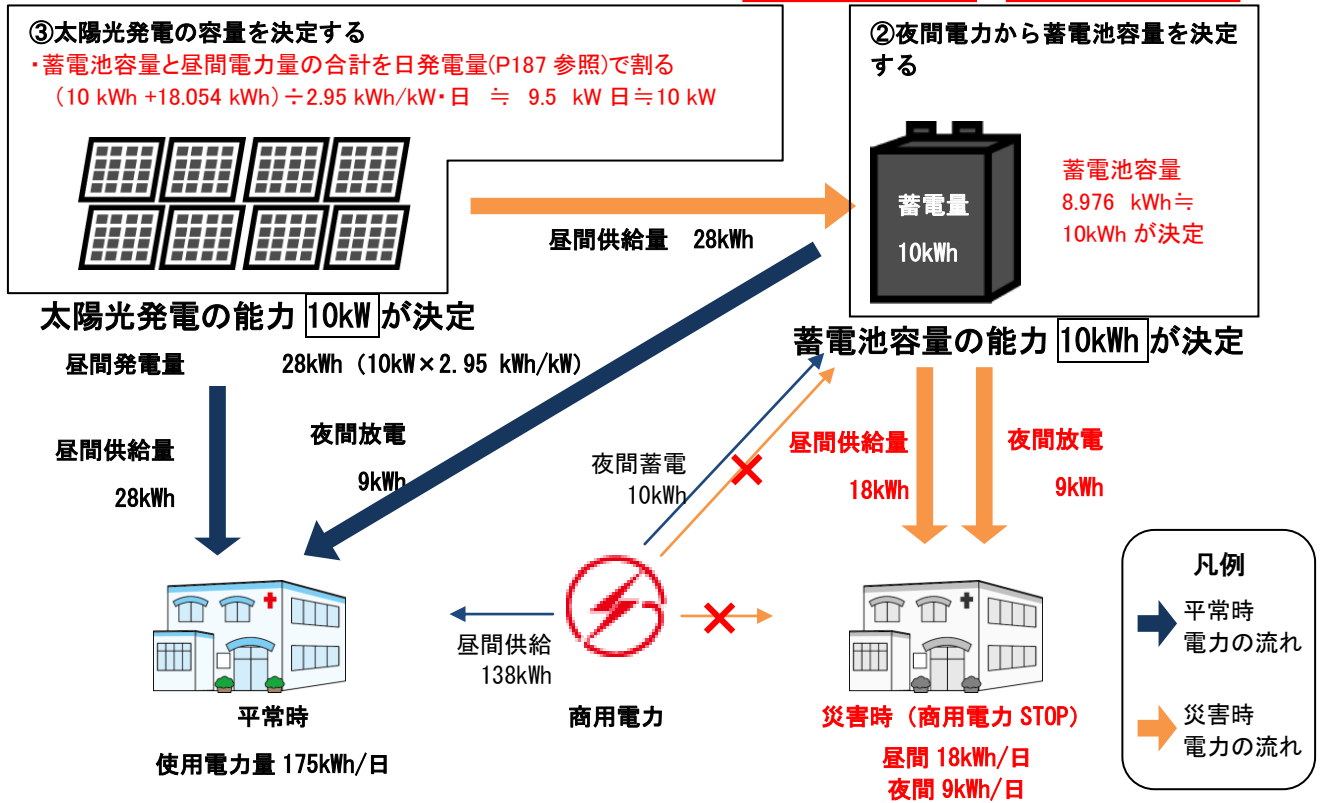 ③太陽光発電の容量を決定する
・蓄電池容量と昼間電力量の合計を日発電量(P187 参照)で割る
(10 kWh +18.054 kWh)÷2.95 kWh/kW・日 ≒ 9.5 kW 日≒10 kW
②夜間電力から蓄電池容量を決定
する
蓄電量
10kWh
蓄電池容量
8.976 kWh≒
10kWh が決定
昼間供給量 28kWh
太陽光発電の能力 10kW が決定
蓄電池容量の能力 10kWh が決定
昼間発電量 28kWh (10kW×2.95 kWh/kW)
昼間供給量
28kWh
夜間放電
9kWh
夜間蓄電
10kWh
昼間供給量
18kWh
夜間放電
9kWh
昼間供給
138kWh
平常時
使用電力量 175kWh/日
商用電力
災害時(商用電力 STOP)
昼間 18kWh/日
夜間 9kWh/日
凡例
平常時
電力の流れ
災害時
電力の流れ